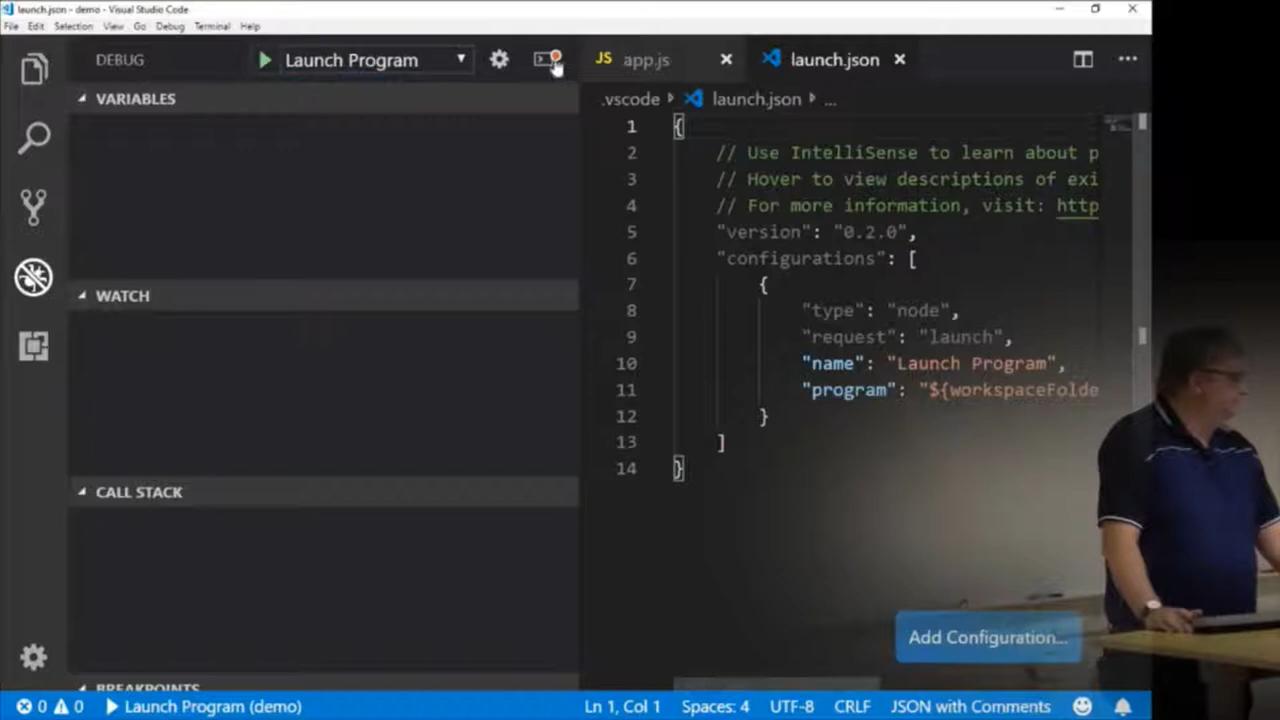 launch.json - demo - Visual Studio Code
File Edit Selection View Go Debug Terminal Help
DEBUG Launch Program
JS app.js launch.json
.vscode launch.json ...
VARIABLES
WATCH
CALL STACK
BREAKPOINTS
1 {
2 // Use IntelliSense to learn about p
3 // Hover to view descriptions of exi
4 // For more information, visit: http
5 "version": "0.2.0",
6 "configurations": [
7 {
8 "type": "node",
9 "request": "launch",
10 "name": "Launch Program",
11 "program": "${workspaceFolde
12 }
13 ]
14 }
Add Configuration...
0 0 Launch Program (demo) Ln 1, Col 1 Spaces: 4 UTF-8 CRLF JSON with Comments